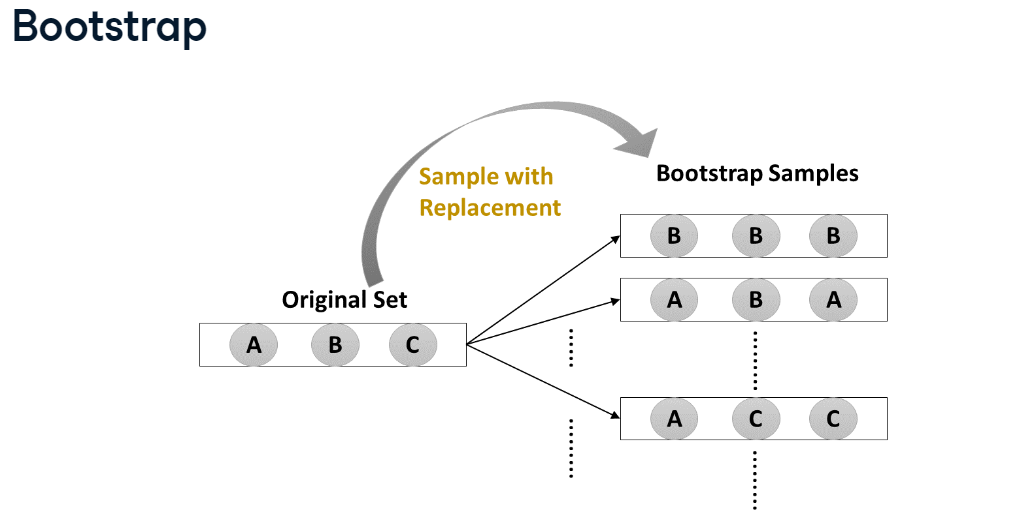 Bootstrap
Sample with
Replacement
Bootstrap Samples
B B B
Original Set
A B A
A B C
A C C